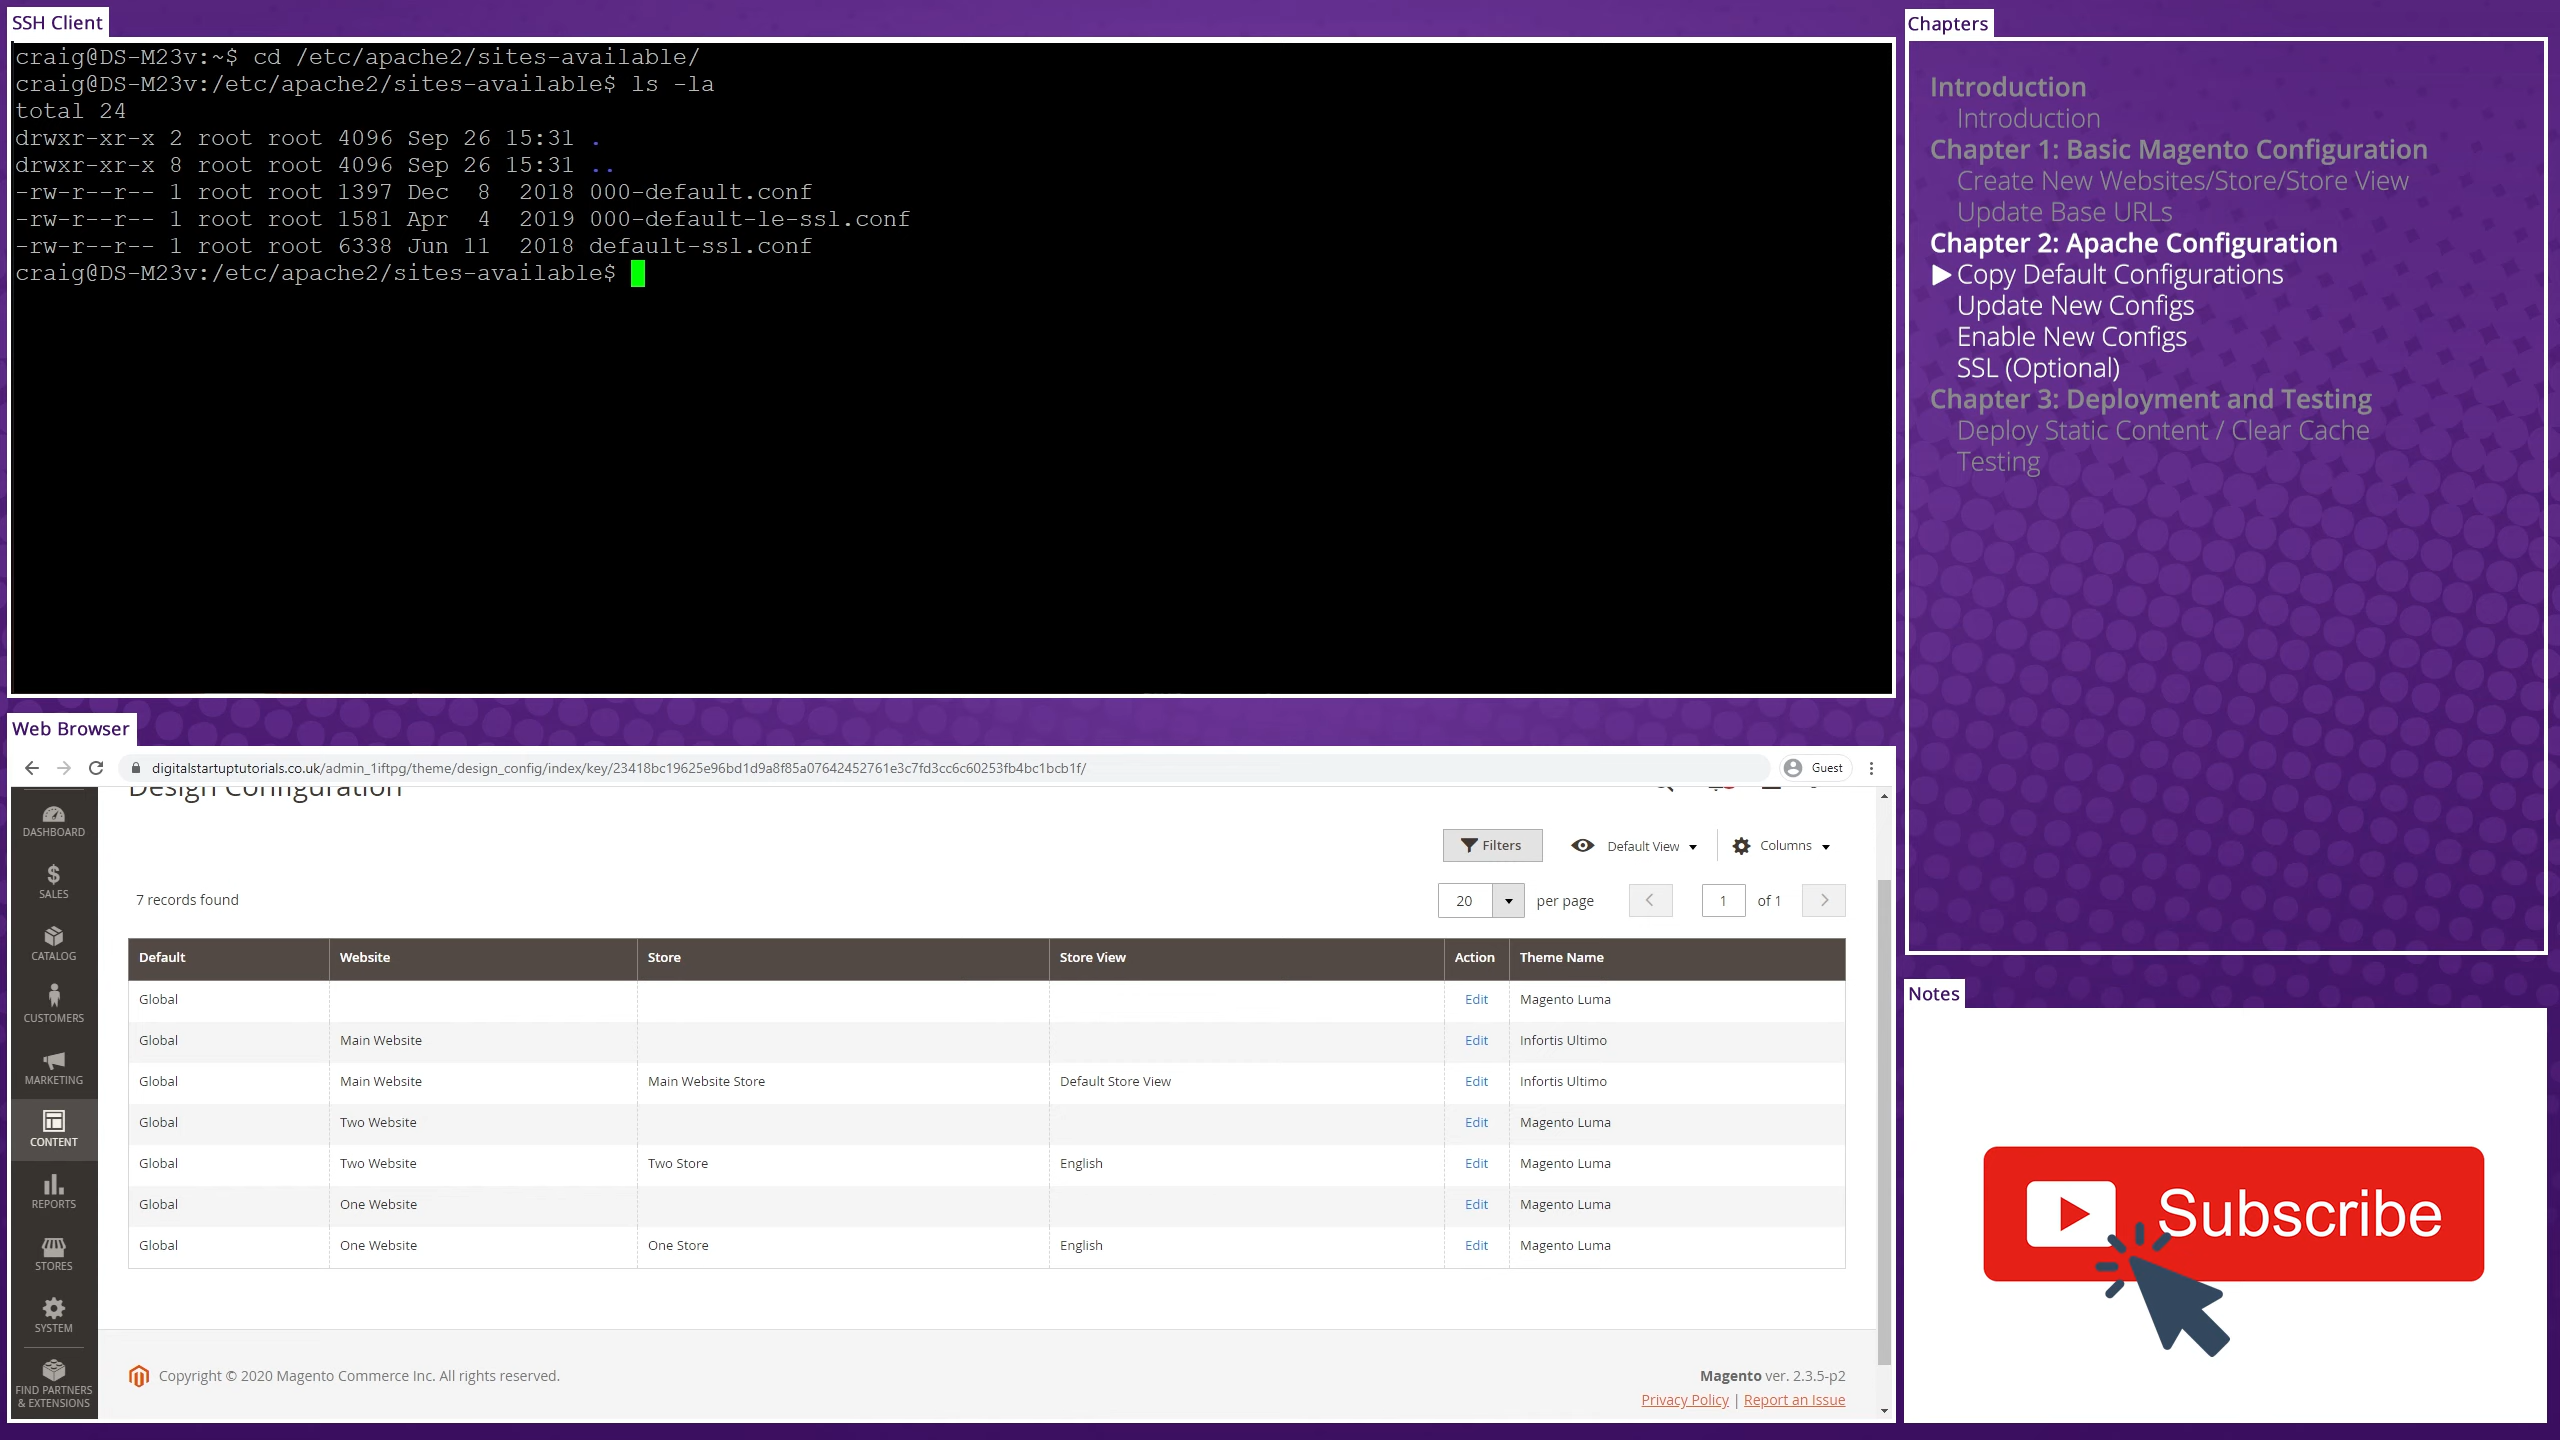 SSH Client
craig@DS-M23v:~$ cd /etc/apache2/sites-available/
craig@DS-M23v:/etc/apache2/sites-available$ ls -la
total 24
drwxr-xr-x 2 root root 4096 Sep 26 15:31 .
drwxr-xr-x 8 root root 4096 Sep 26 15:31 ..
-rw-r--r-- 1 root root 1397 Dec  8  2018 000-default.conf
-rw-r--r-- 1 root root 1581 Apr  4  2019 000-default-le-ssl.conf
-rw-r--r-- 1 root root 6338 Jun 11  2018 default-ssl.conf
craig@DS-M23v:/etc/apache2/sites-available$
Chapters
Introduction
Introduction
Chapter 1: Basic Magento Configuration
Create New Websites/Store/Store View
Update Base URLs
Chapter 2: Apache Configuration
Copy Default Configurations
Update New Configs
Enable New Configs
SSL (Optional)
Chapter 3: Deployment and Testing
Deploy Static Content / Clear Cache
Testing
Web Browser
digitalstartuptutorials.co.uk/admin_1iftpg/theme/design_config/index/key/23418bc19625e96bd1d9a8f85a07642452761e3c7fd3cc6c60253fb4bc1bcb1f/
Guest
DASHBOARD
SALES
CATALOG
CUSTOMERS
MARKETING
CONTENT
REPORTS
STORES
SYSTEM
FIND PARTNERS
& EXTENSIONS
Design Configuration
Filters Default View Columns
7 records found 20 per page 1 of 1
Default Website Store Store View Action Theme Name
Global Edit Magento Luma
Global Main Website Edit Infortis Ultimo
Global Main Website Main Website Store Default Store View Edit Infortis Ultimo
Global Two Website Edit Magento Luma
Global Two Website Two Store English Edit Magento Luma
Global One Website Edit Magento Luma
Global One Website One Store English Edit Magento Luma
Copyright © 2020 Magento Commerce Inc. All rights reserved.
Magento ver. 2.3.5-p2
Privacy Policy | Report an Issue
Notes
Subscribe